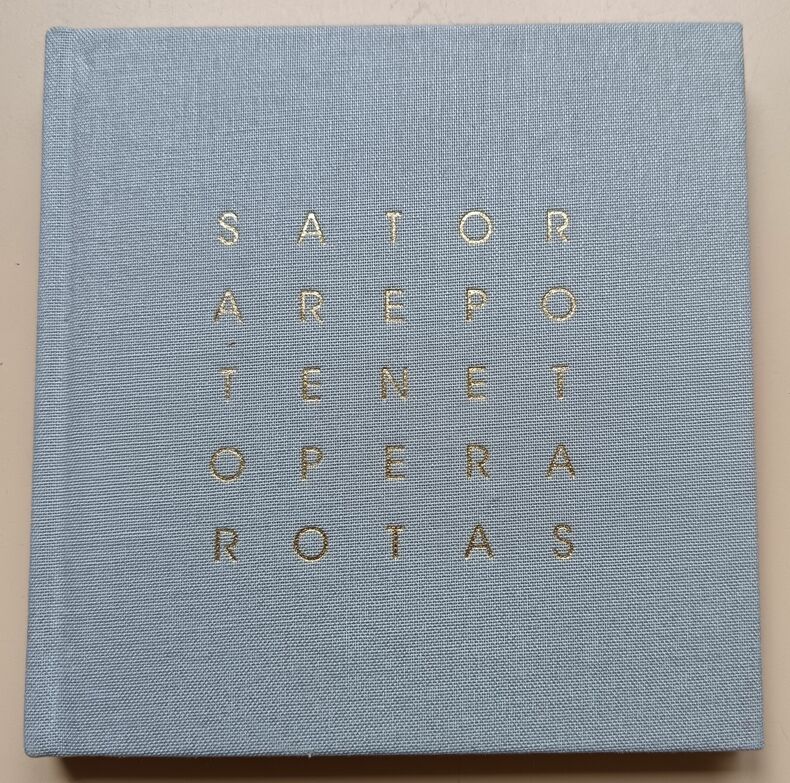 S A T O R
A R E P O
T E N E T
O P E R A
R O T A S